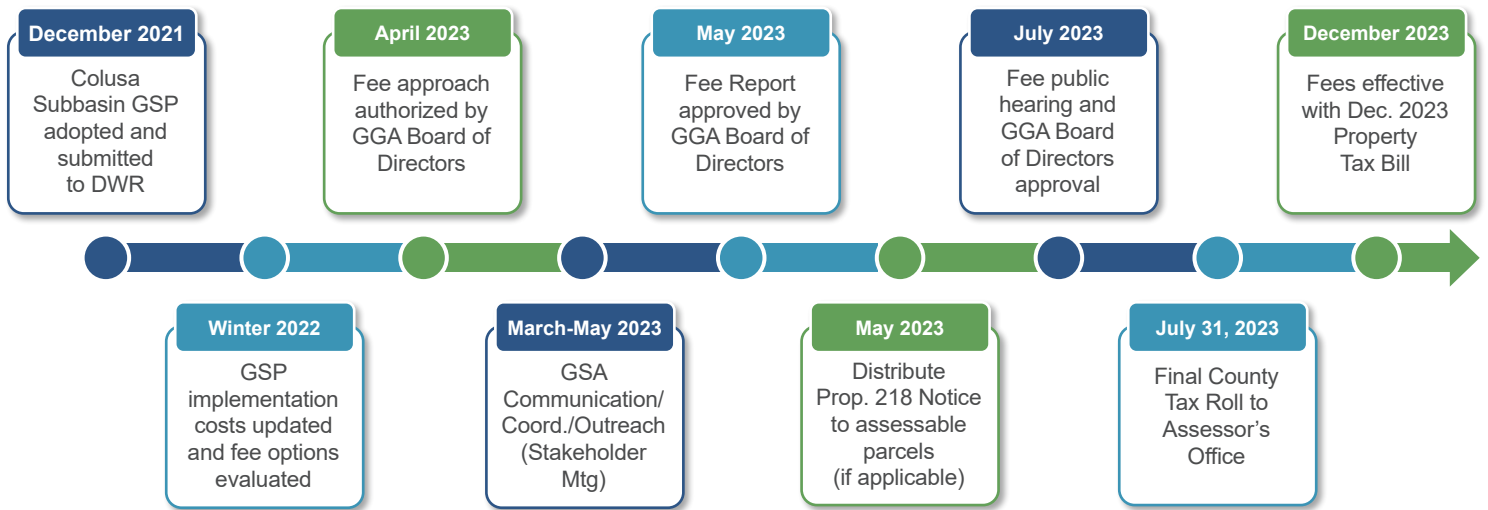 December 2021
Colusa
Subbasin GSP
adopted and
submitted
to DWR
April 2023
Fee approach
authorized by
GGA Board of
Directors
May 2023
Fee Report
approved by
GGA Board of
Directors
July 2023
Fee public
hearing and
GGA Board
of Directors
approval
December 2023
Fees effective
with Dec. 2023
Property
Tax Bill
Winter 2022
GSP
implementation
costs updated
and fee options
evaluated
March-May 2023
GSA
Communication/
Coord./Outreach
(Stakeholder
Mtg)
May 2023
Distribute
Prop. 218 Notice
to assessable
parcels
(if applicable)
July 31, 2023
Final County
Tax Roll to
Assessor’s
Office